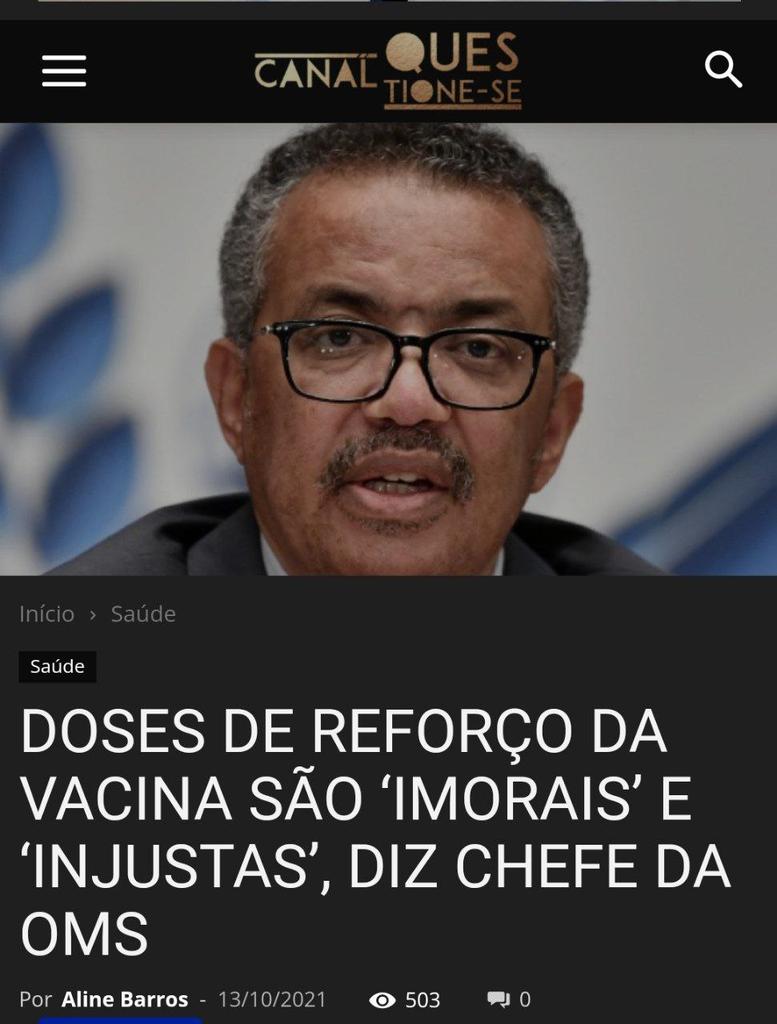 CANAL QUES
TIONE-SE
Início › Saúde
Saúde
DOSES DE REFORÇO DA
VACINA SÃO ‘IMORAIS’ E
‘INJUSTAS’, DIZ CHEFE DA
OMS
Por Aline Barros - 13/10/2021 503 0